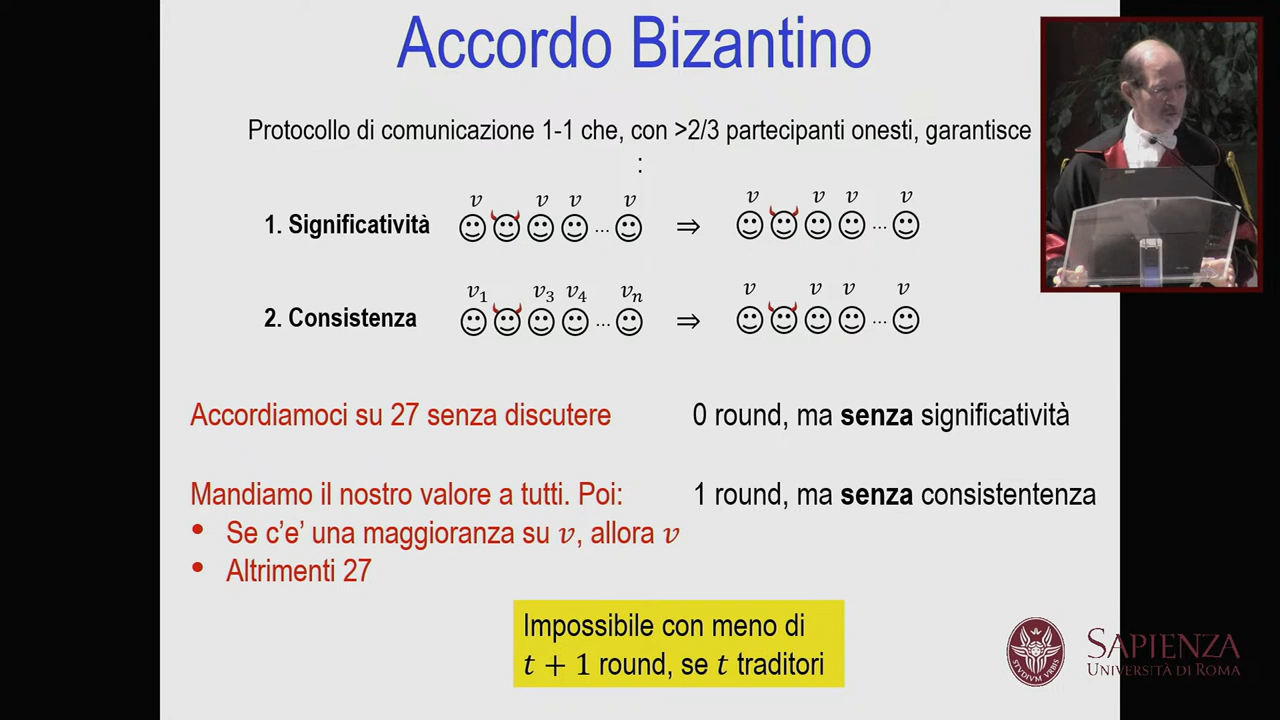 Accordo Bizantino
Protocollo di comunicazione 1-1 che, con >2/3 partecipanti onesti, garantisce
:
1. Significatività
v v v v
...
⇒
v v v v
...
2. Consistenza
v₁ v₃ v₄ vₙ
...
⇒
v v v v
...
Accordiamoci su 27 senza discutere
0 round, ma senza significatività
Mandiamo il nostro valore a tutti. Poi:
1 round, ma senza consistentenza
• Se c'e' una maggioranza su v, allora v
• Altrimenti 27
Impossibile con meno di
t + 1 round, se t traditori
STVDIVM VRBIS
SAPIENZA
UNIVERSITÀ DI ROMA